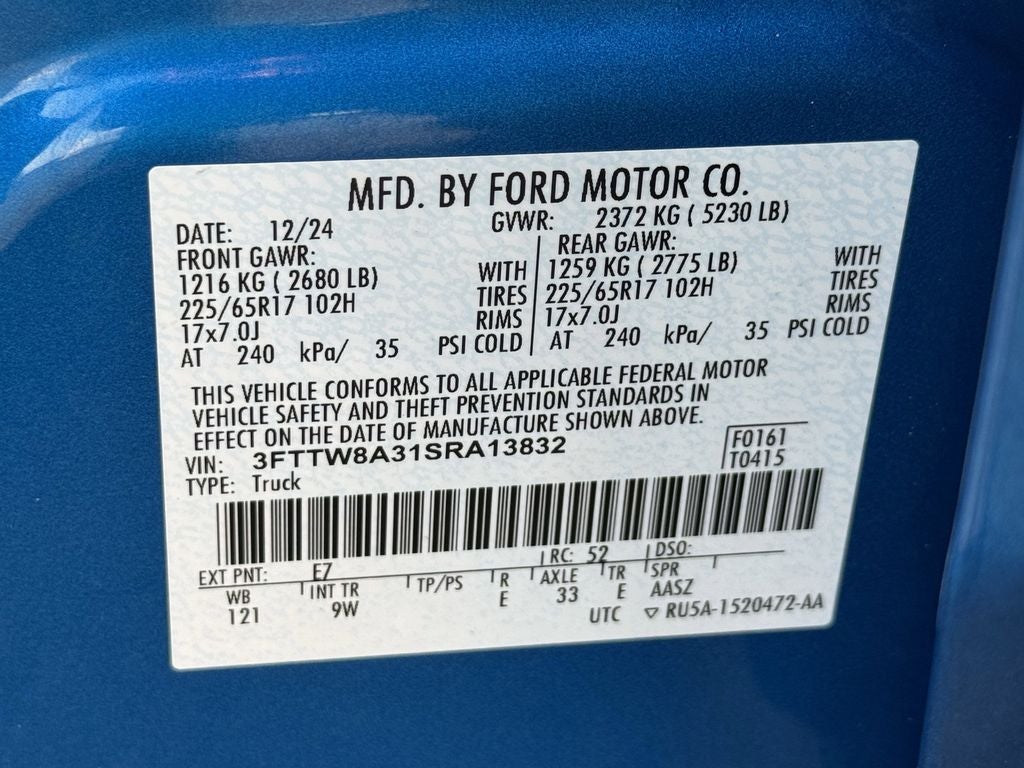 MFD. BY FORD MOTOR CO.
DATE: 12/24 GVWR: 2372 KG ( 5230 LB)
FRONT GAWR: REAR GAWR:
1216 KG ( 2680 LB) WITH 1259 KG ( 2775 LB) WITH
225/65R17 102H TIRES 225/65R17 102H TIRES
17x7.0J RIMS 17x7.0J RIMS
AT 240 kPa/ 35 PSI COLD AT 240 kPa/ 35 PSI COLD
THIS VEHICLE CONFORMS TO ALL APPLICABLE FEDERAL MOTOR
VEHICLE SAFETY AND THEFT PREVENTION STANDARDS IN
EFFECT ON THE DATE OF MANUFACTURE SHOWN ABOVE.
VIN: 3FTTW8A31SRA13832 F0161
TYPE: Truck T0415
EXT PNT: E7 RC: 52 DSO:
WB INT TR TP/PS R AXLE TR SPR
121 9W E 33 E AASZ
UTC ▽ RU5A-1520472-AA